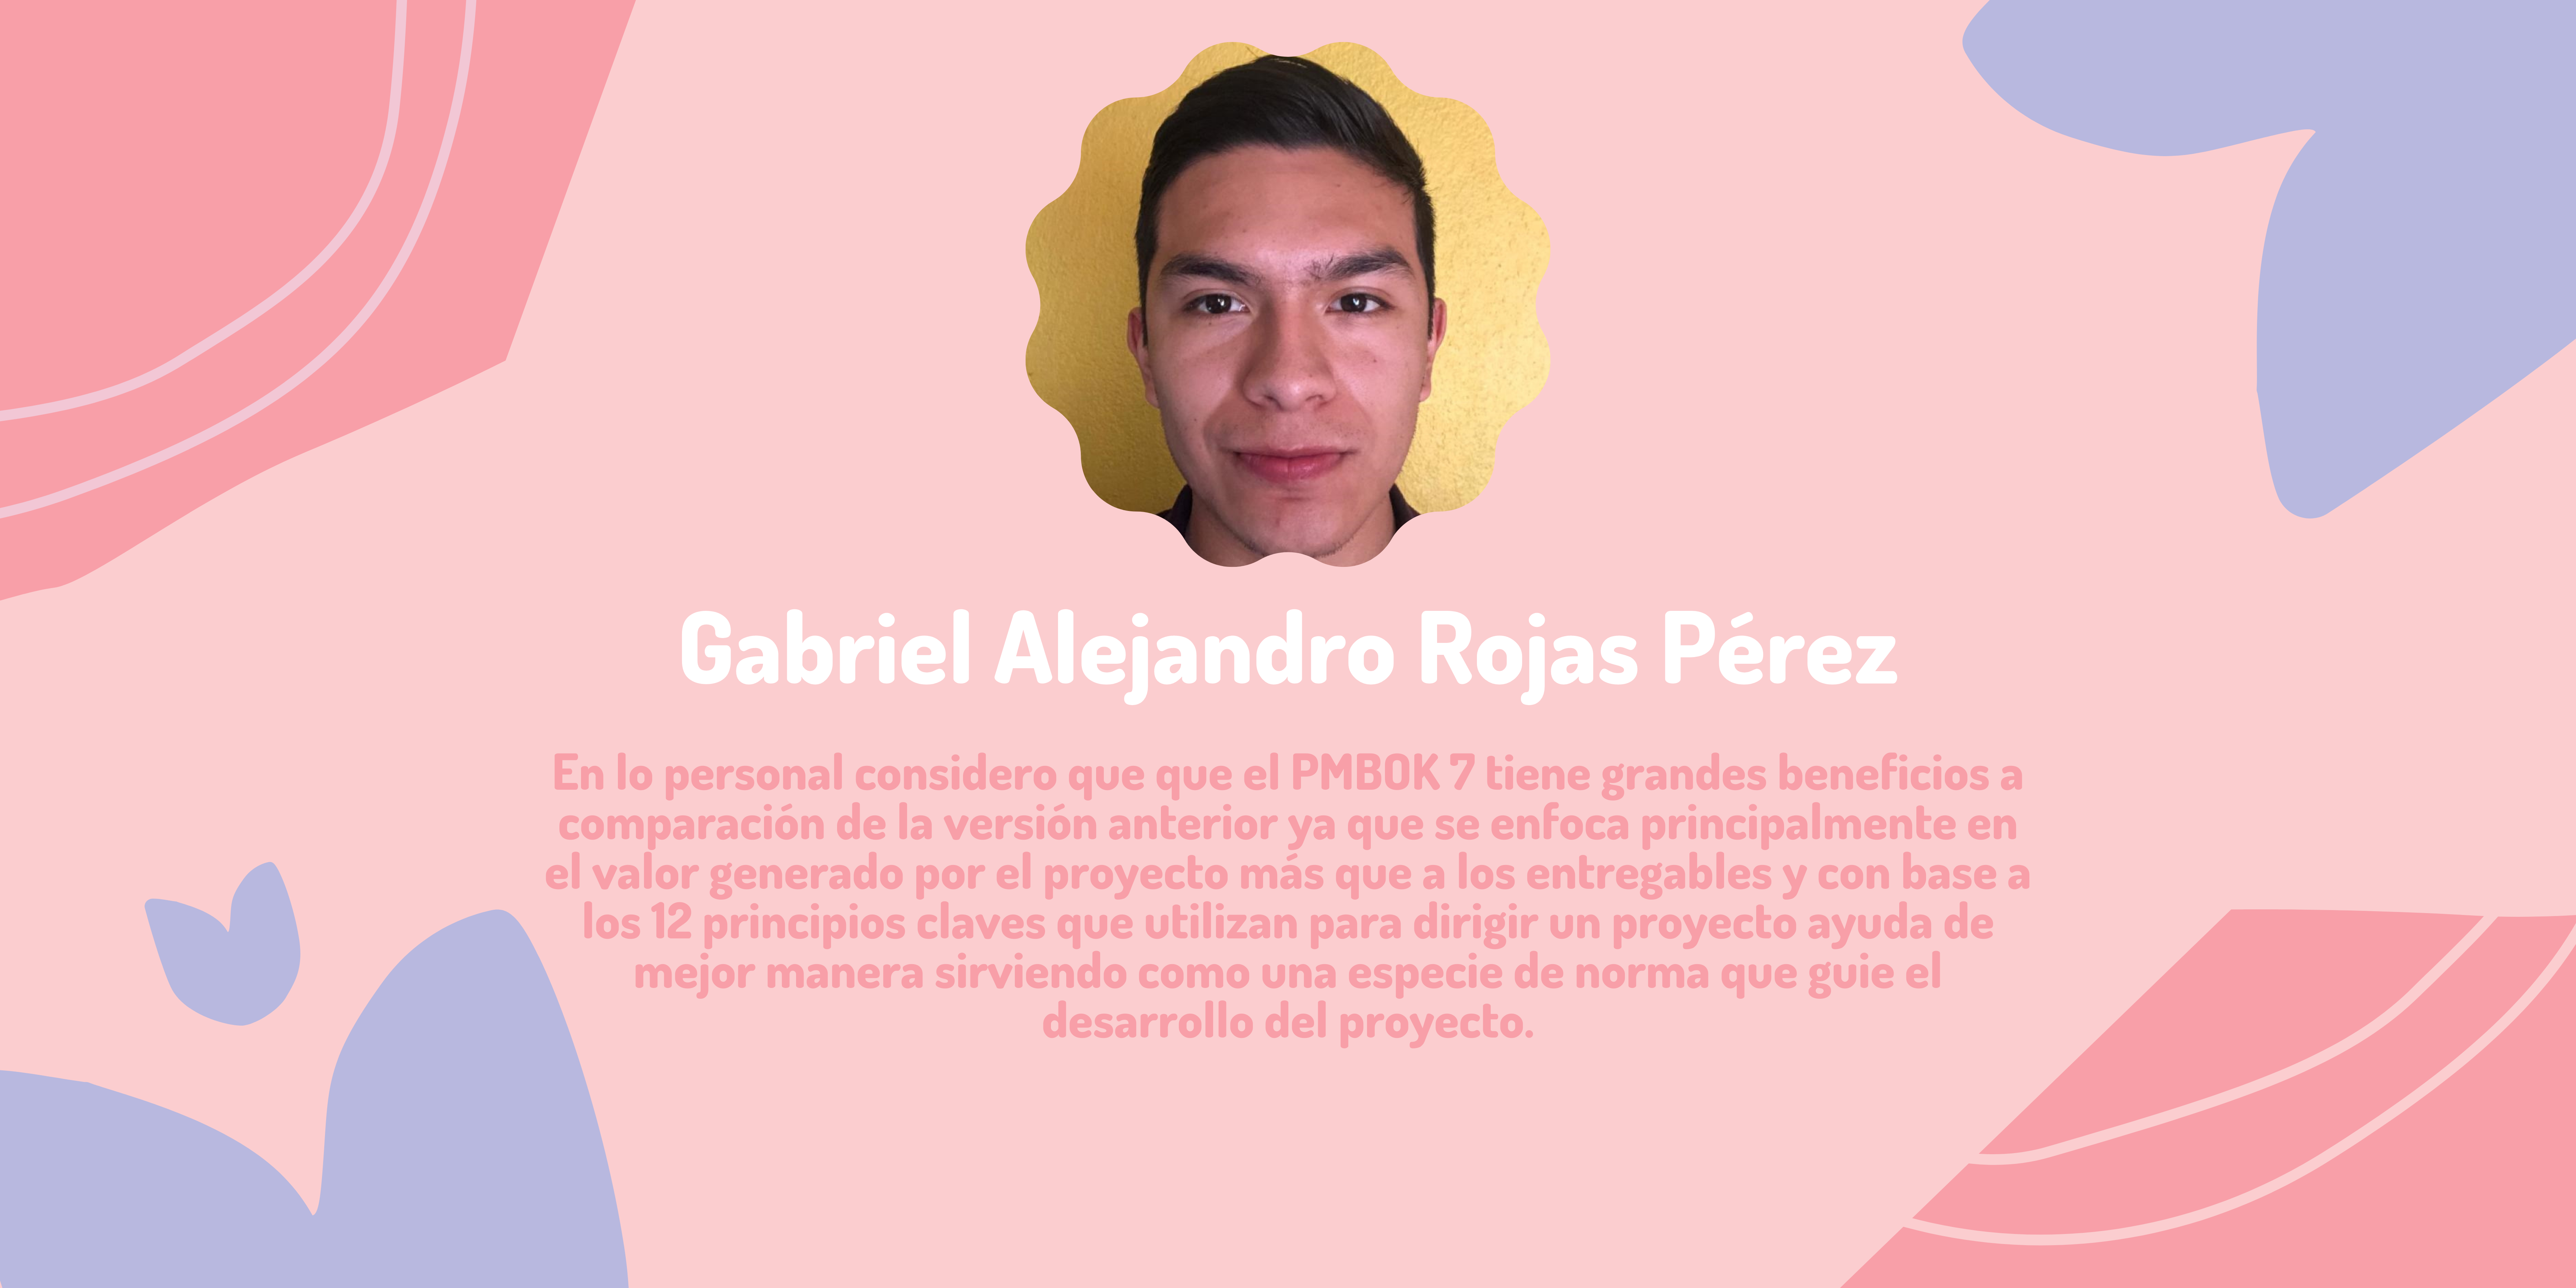 Gabriel Alejandro Rojas Pérez
En lo personal considero que que el PMBOK 7 tiene grandes beneficios a
comparación de la versión anterior ya que se enfoca principalmente en
el valor generado por el proyecto más que a los entregables y con base a
los 12 principios claves que utilizan para dirigir un proyecto ayuda de
mejor manera sirviendo como una especie de norma que guie el
desarrollo del proyecto.